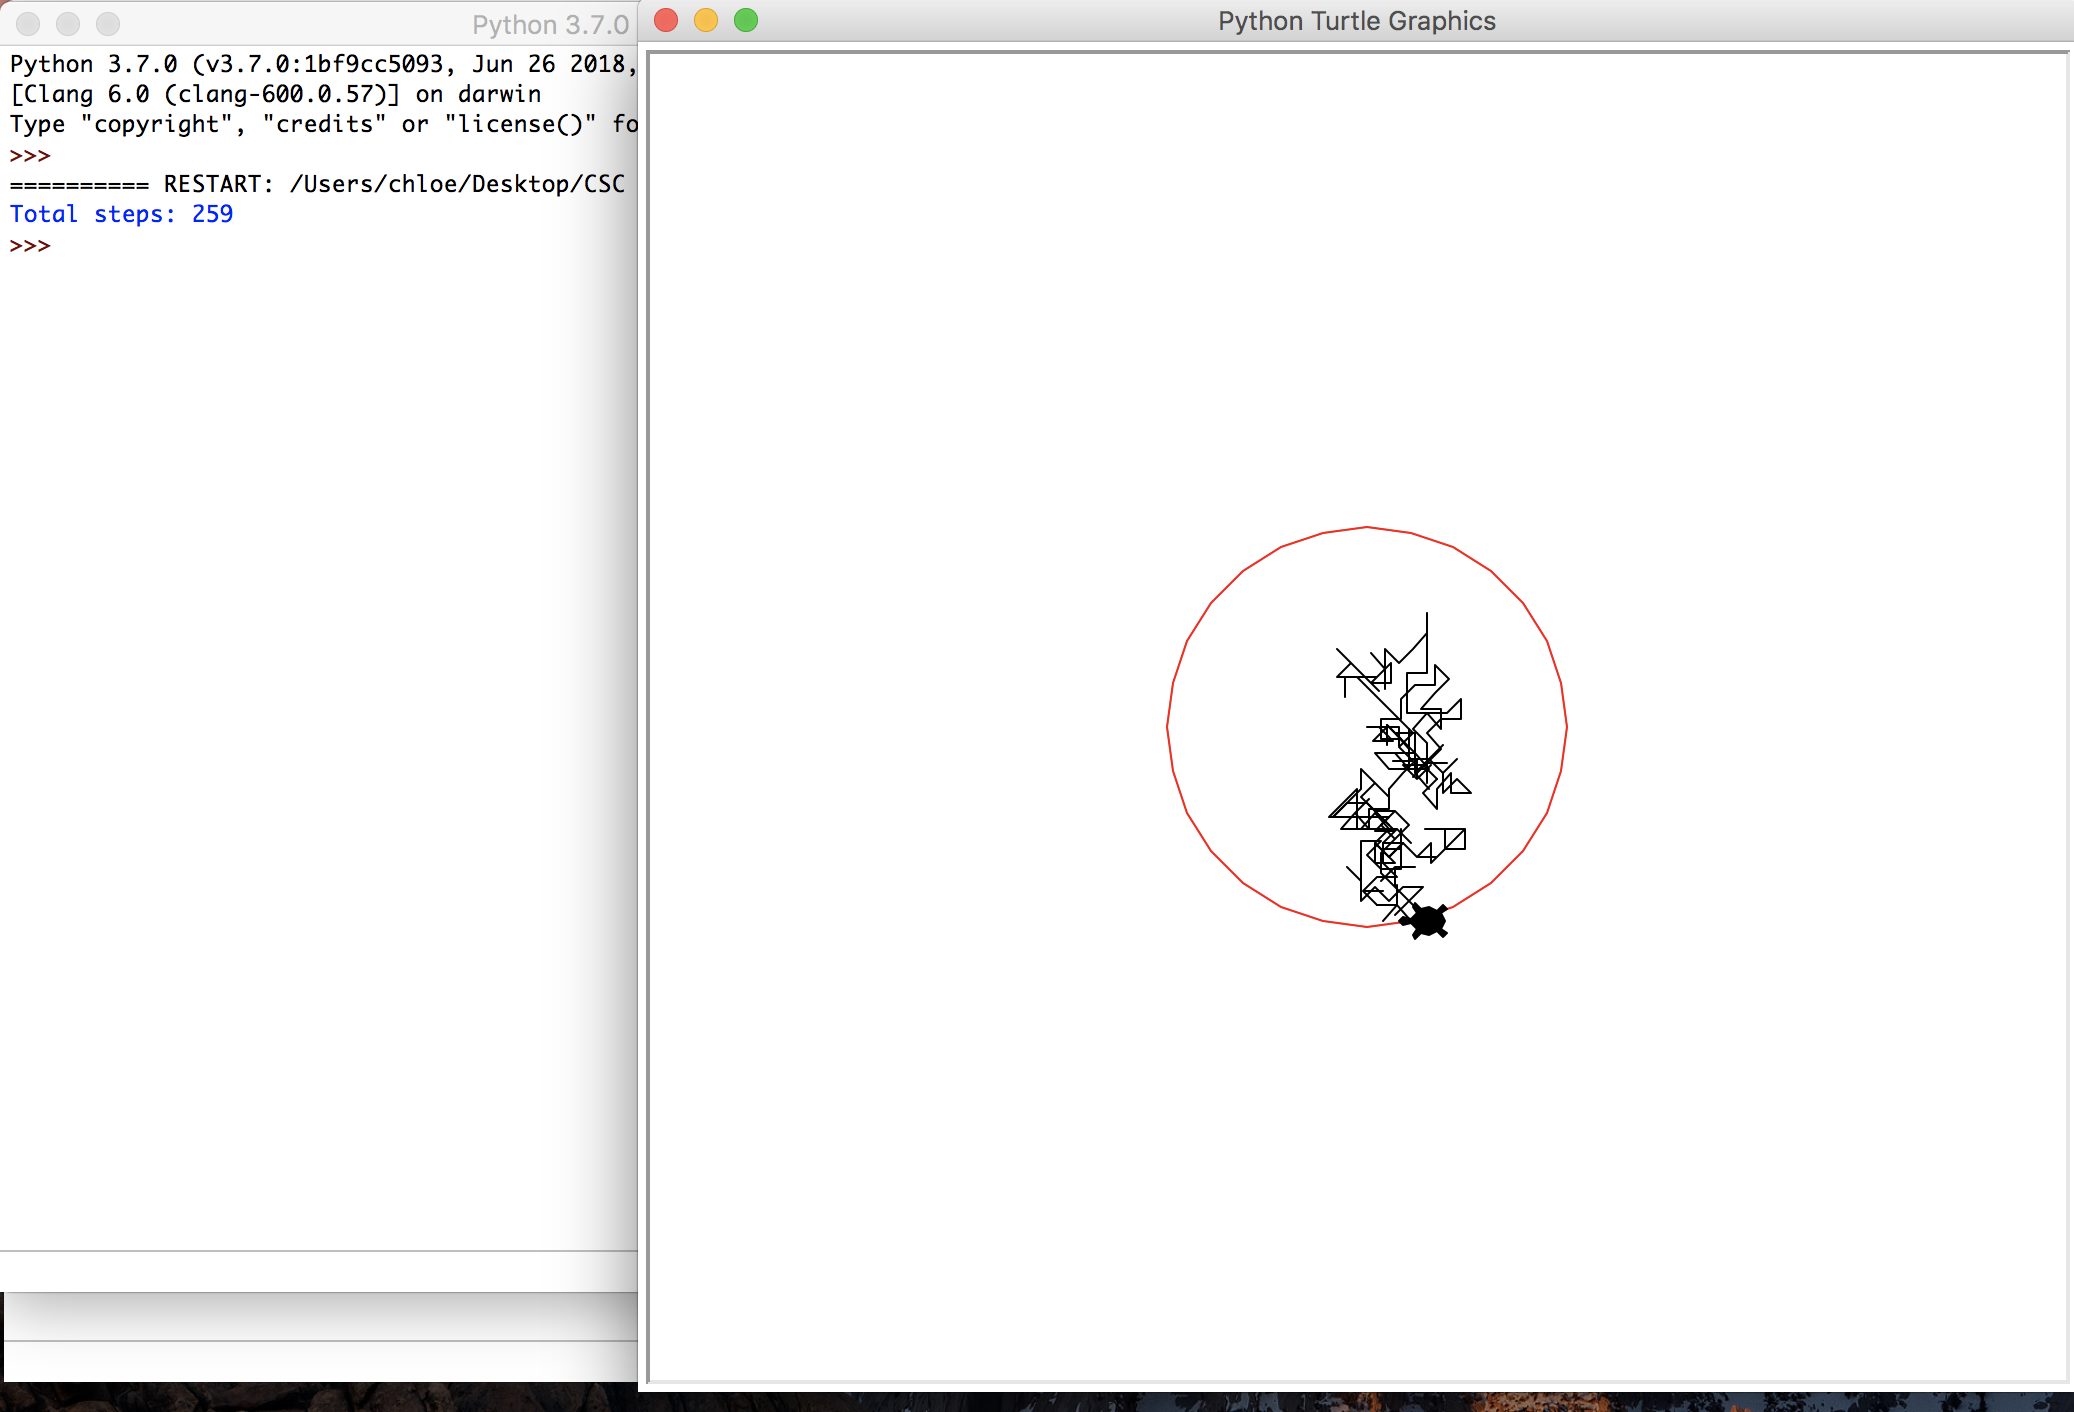 Python 3.7.0
Python 3.7.0 (v3.7.0:1bf9cc5093, Jun 26 2018,
[Clang 6.0 (clang-600.0.57)] on darwin
Type "copyright", "credits" or "license()" fo
>>>
========== RESTART: /Users/chloe/Desktop/CSC
Total steps: 259
>>>
Python Turtle Graphics